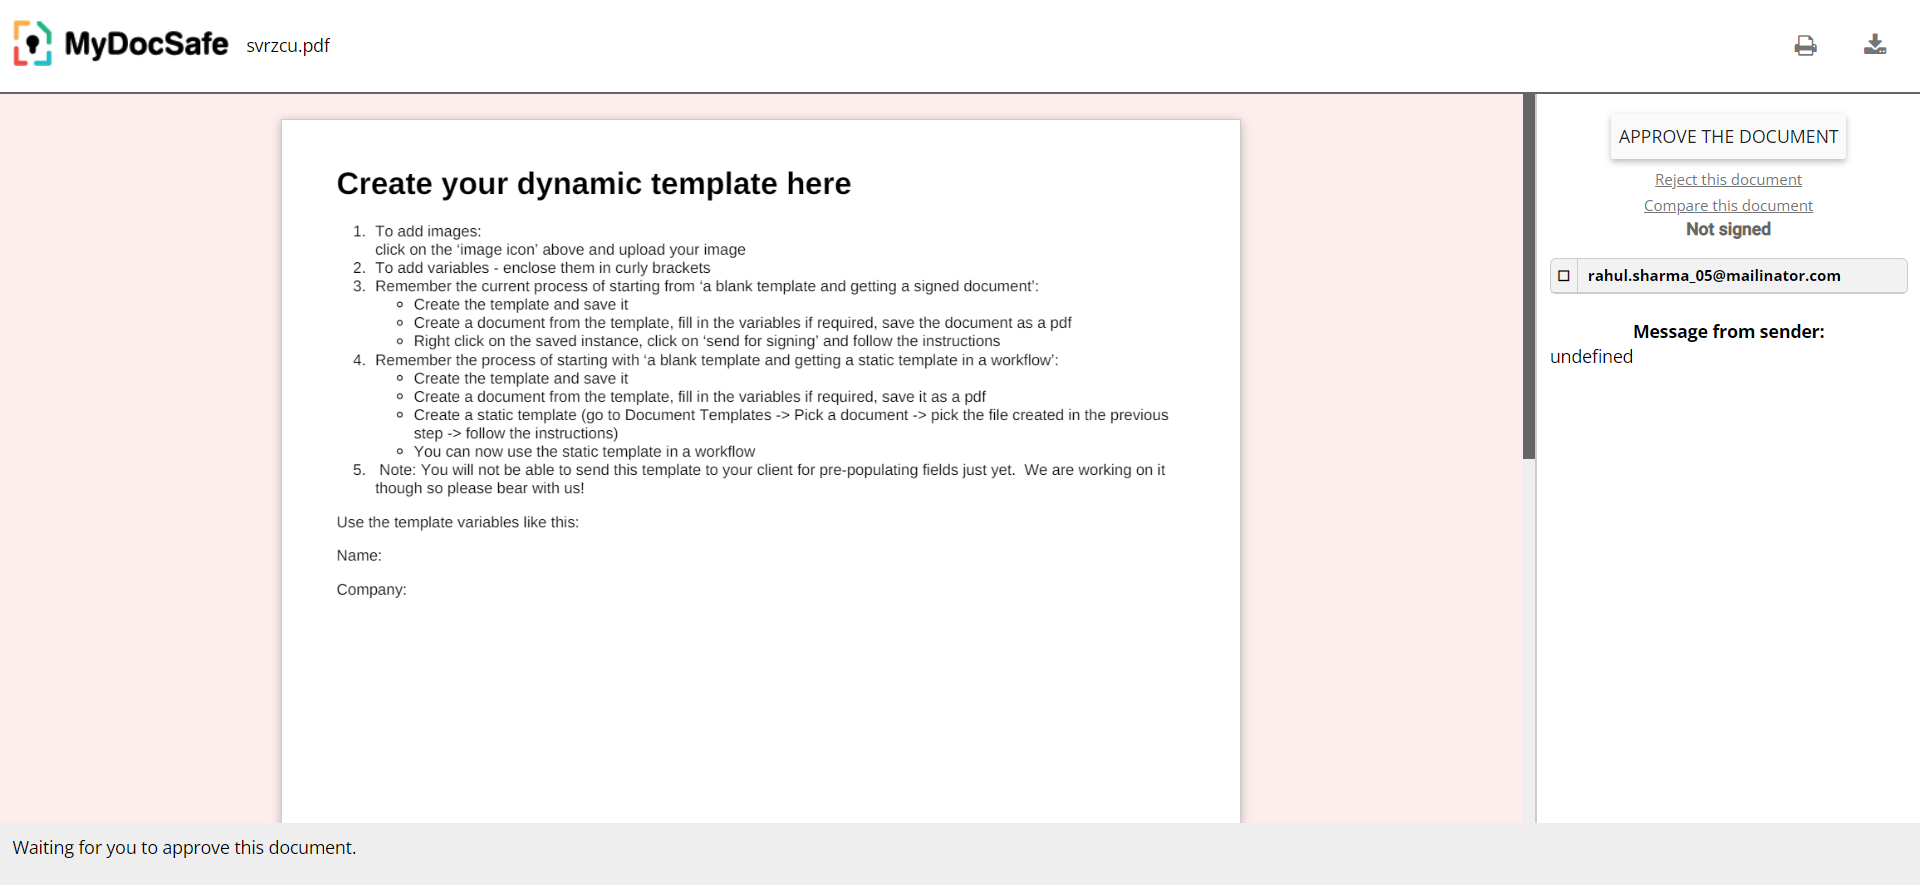 MyDocSafe svrzcu.pdf
Create your dynamic template here
1. To add images:
click on the ‘image icon’ above and upload your image
2. To add variables - enclose them in curly brackets
3. Remember the current process of starting from ‘a blank template and getting a signed document’:
Create the template and save it
Create a document from the template, fill in the variables if required, save the document as a pdf
Right click on the saved instance, click on ‘send for signing’ and follow the instructions
4. Remember the process of starting with ‘a blank template and getting a static template in a workflow’:
Create the template and save it
Create a document from the template, fill in the variables if required, save it as a pdf
Create a static template (go to Document Templates -> Pick a document -> pick the file created in the previous
step -> follow the instructions)
You can now use the static template in a workflow
5. Note: You will not be able to send this template to your client for pre-populating fields just yet. We are working on it
though so please bear with us!
Use the template variables like this:
Name:
Company:
APPROVE THE DOCUMENT
Reject this document
Compare this document
Not signed
rahul.sharma_05@mailinator.com
Message from sender:
undefined
Waiting for you to approve this document.